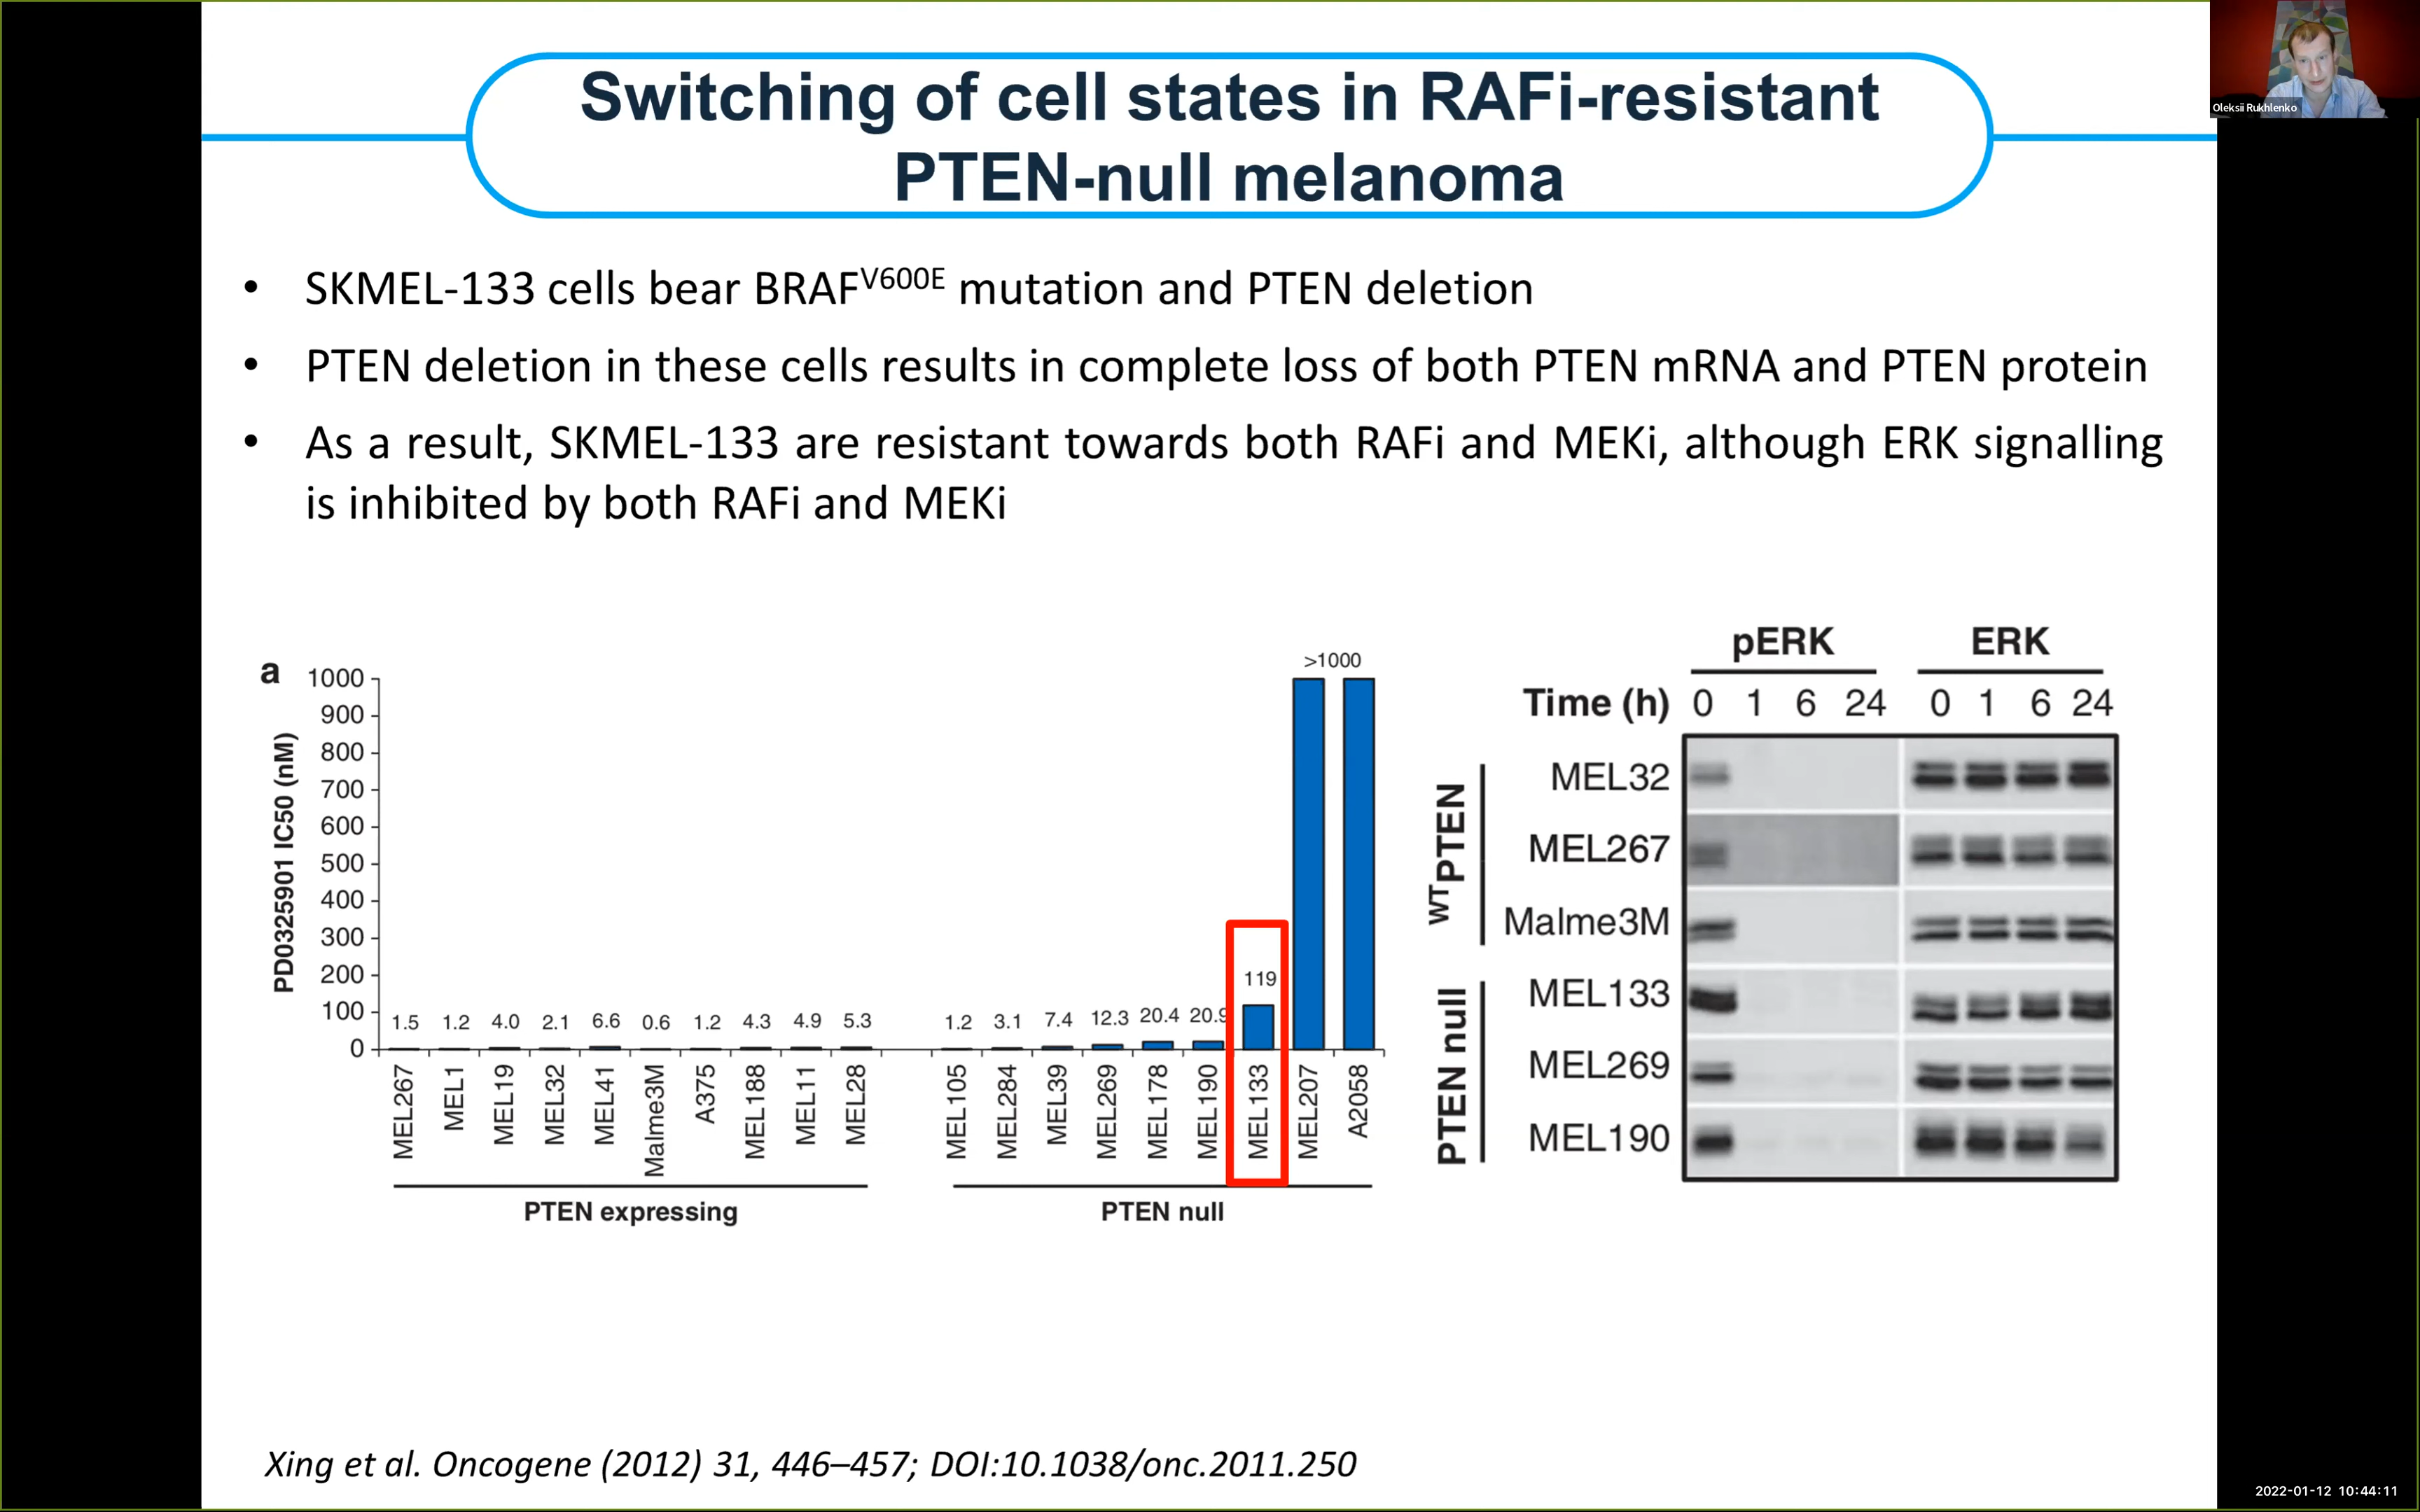 Switching of cell states in RAFi-resistant
PTEN-null melanoma
Oleksii Rukhlenko
• SKMEL-133 cells bear BRAFV600E mutation and PTEN deletion
• PTEN deletion in these cells results in complete loss of both PTEN mRNA and PTEN protein
• As a result, SKMEL-133 are resistant towards both RAFi and MEKi, although ERK signalling
is inhibited by both RAFi and MEKi
a
PD0325901 IC50 (nM)
1000
900
800
700
600
500
400
300
200
100
0
1.5 1.2 4.0 2.1 6.6 0.6 1.2 4.3 4.9 5.3 1.2 3.1 7.4 12.3 20.4 20.9 119 >1000
MEL267 MEL1 MEL19 MEL32 MEL41 Malme3M A375 MEL188 MEL11 MEL28 MEL105 MEL284 MEL39 MEL269 MEL178 MEL190 MEL133 MEL207 A2058
PTEN expressing PTEN null
pERK ERK
Time (h) 0 1 6 24 0 1 6 24
WTPTEN
MEL32
MEL267
Malme3M
PTEN null
MEL133
MEL269
MEL190
Xing et al. Oncogene (2012) 31, 446–457; DOI:10.1038/onc.2011.250
2022-01-12 10:44:11